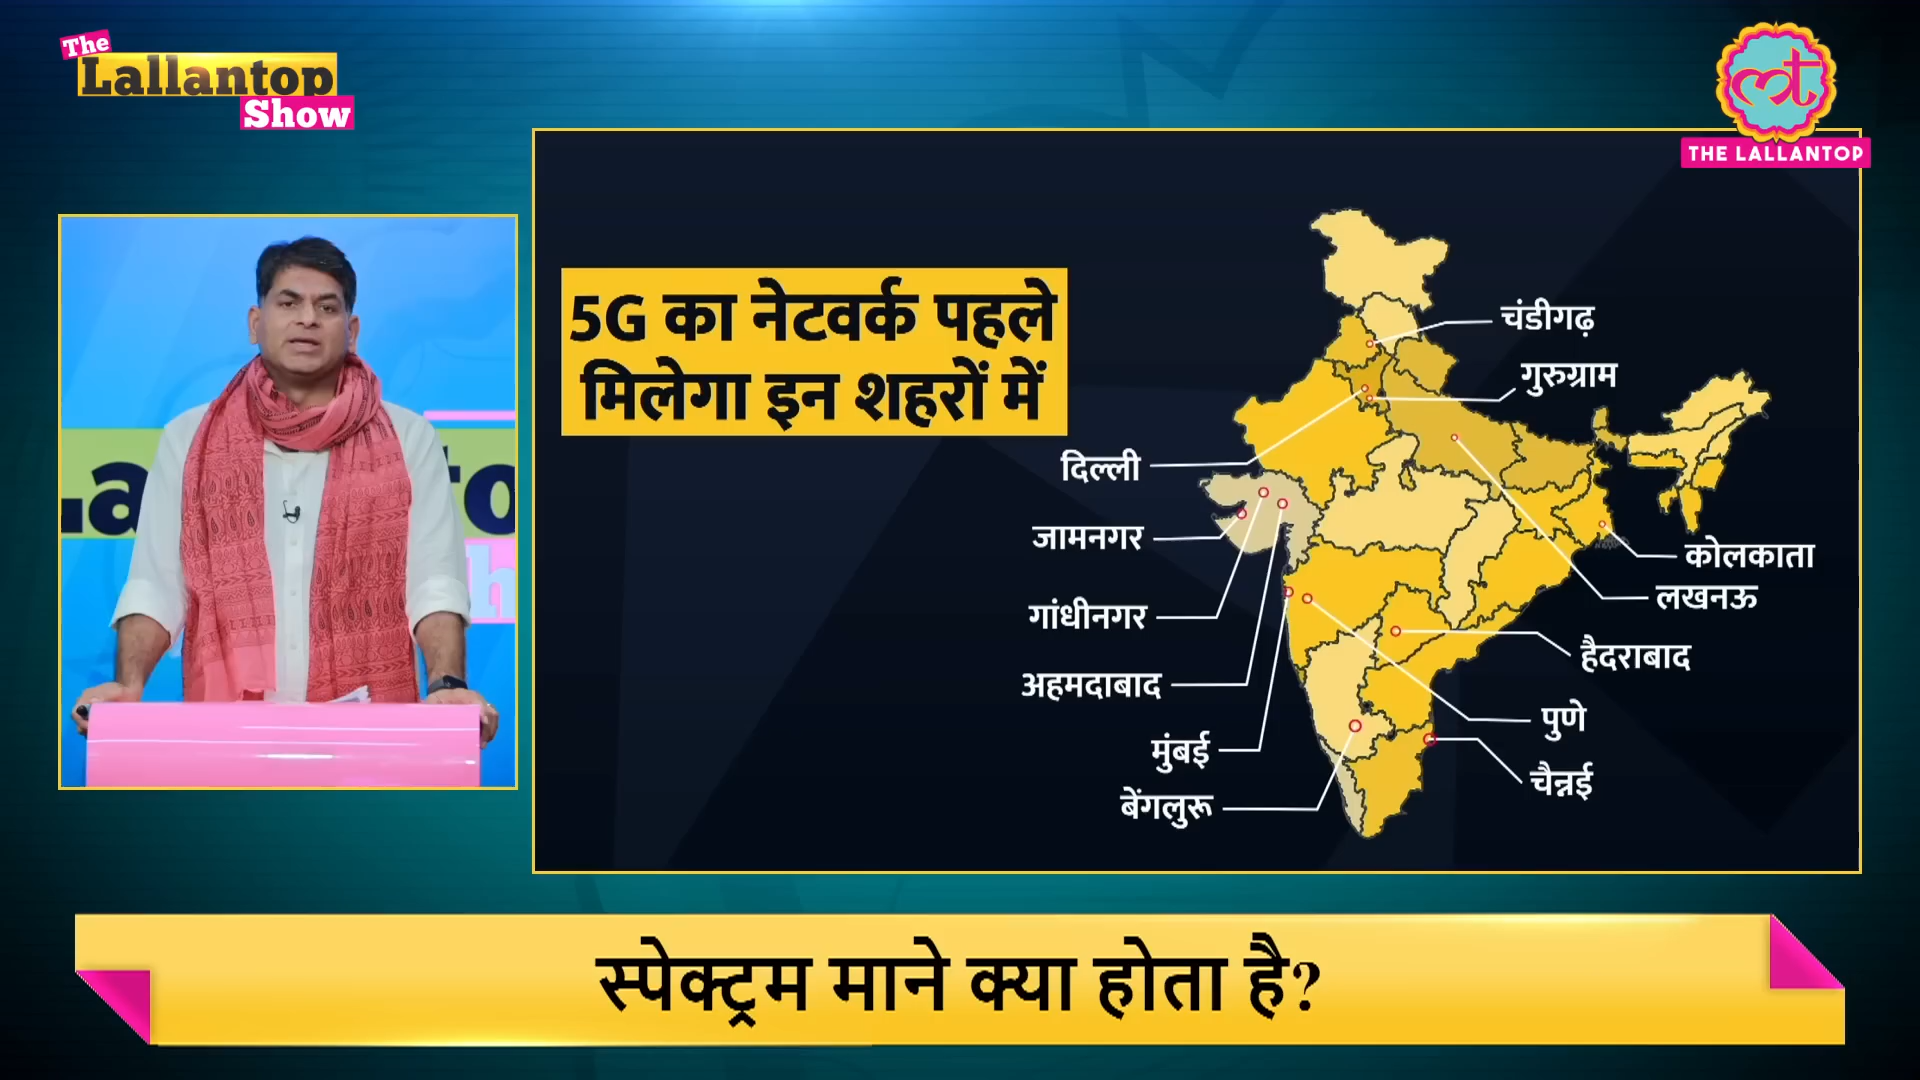 The
Lallantop
Show
THE LALLANTOP
5G का नेटवर्क पहले
मिलेगा इन शहरों में
चंडीगढ़
गुरुग्राम
दिल्ली
जामनगर
गांधीनगर
अहमदाबाद
मुंबई
बेंगलुरू
कोलकाता
लखनऊ
हैदराबाद
पुणे
चैन्नई
स्पेक्ट्रम माने क्या होता है?